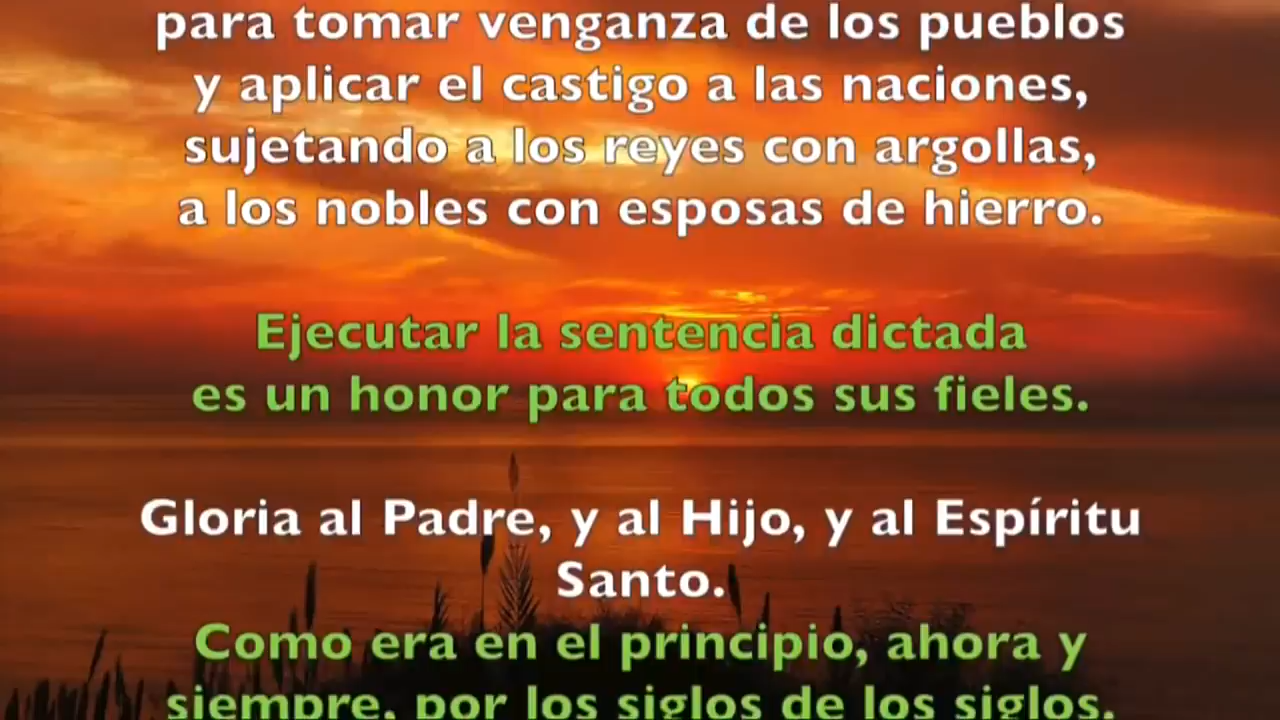 para tomar venganza de los pueblos
y aplicar el castigo a las naciones,
sujetando a los reyes con argollas,
a los nobles con esposas de hierro.
Ejecutar la sentencia dictada
es un honor para todos sus fieles.
Gloria al Padre, y al Hijo, y al Espíritu
Santo.
Como era en el principio, ahora y
siempre, por los siglos de los siglos.